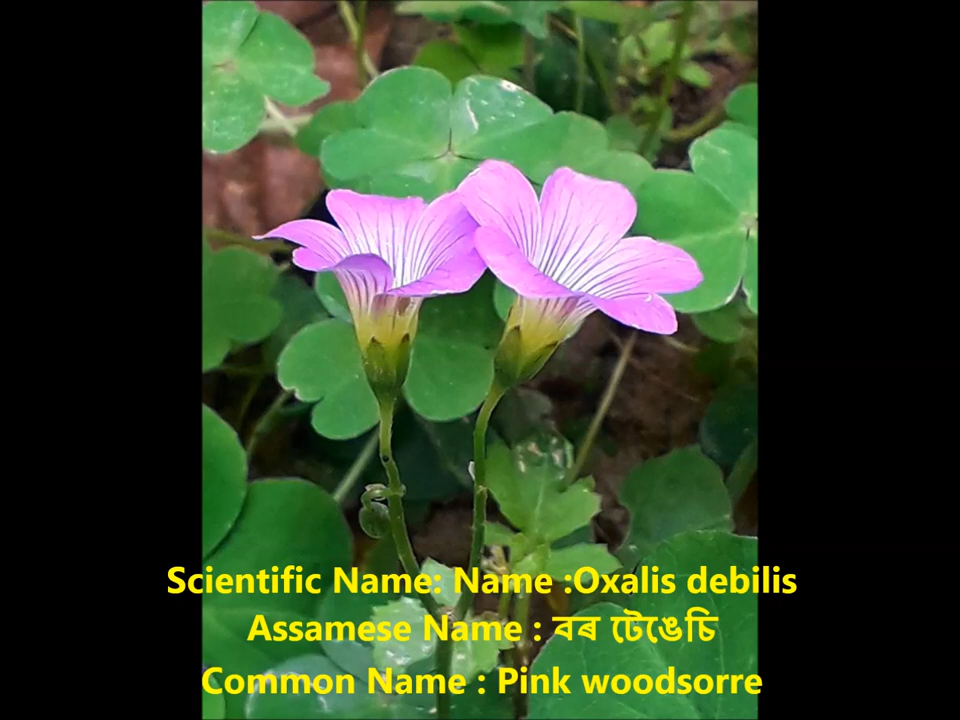 Scientific Name: Name :Oxalis debilis
Assamese Name : বৰ টেঙেচি
Common Name : Pink woodsorre